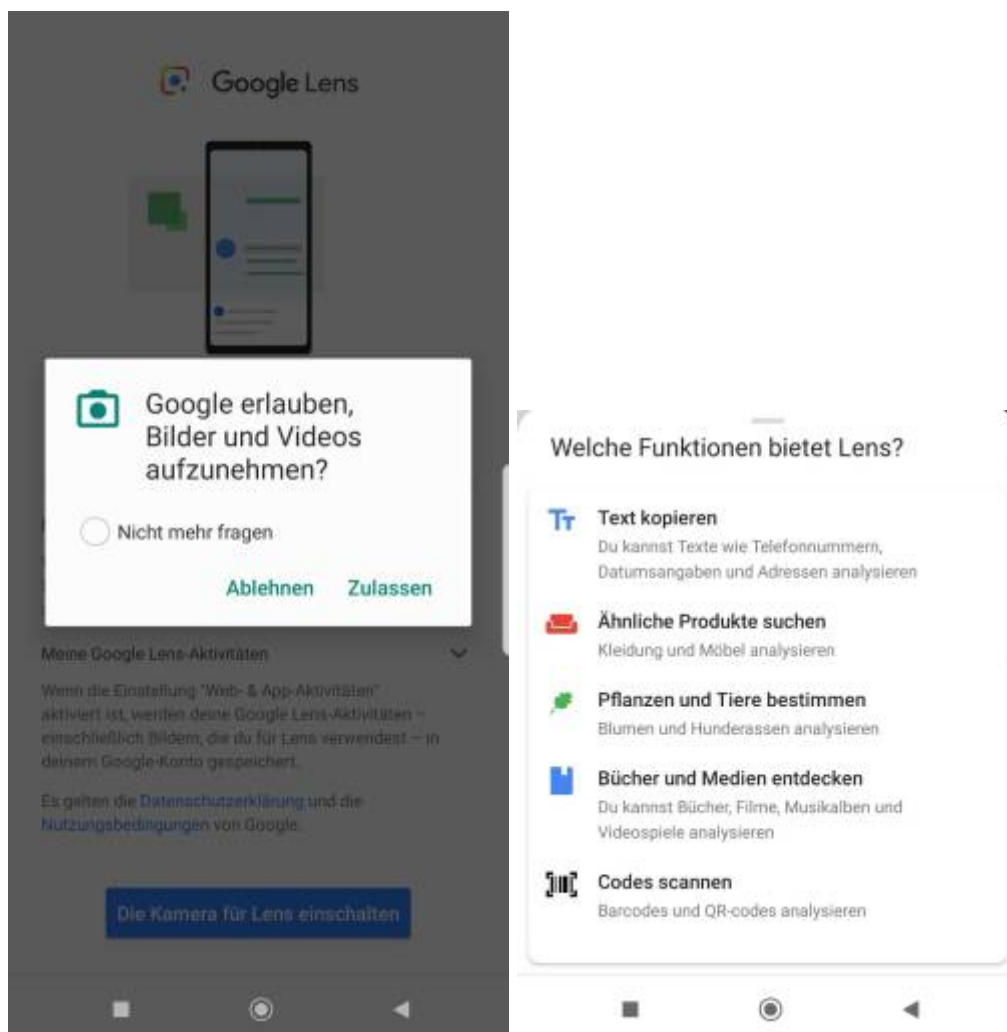 Google Lens
Google erlauben,
Bilder und Videos
aufzunehmen?
Nicht mehr fragen
Ablehnen Zulassen
Meine Google Lens-Aktivitäten
Wenn die Einstellung "Web- & App-Aktivitäten"
aktiviert ist, werden deine Google Lens-Aktivitäten –
einschließlich Bildern, die du für Lens verwendest – in
deinem Google-Konto gespeichert.
Es gelten die Datenschutzerklärung und die
Nutzungsbedingungen von Google.
Die Kamera für Lens einschalten
Welche Funktionen bietet Lens?
Text kopieren
Du kannst Texte wie Telefonnummern,
Datumsangaben und Adressen analysieren
Ähnliche Produkte suchen
Kleidung und Möbel analysieren
Pflanzen und Tiere bestimmen
Blumen und Hunderassen analysieren
Bücher und Medien entdecken
Du kannst Bücher, Filme, Musikalben und
Videospiele analysieren
Codes scannen
Barcodes und QR-codes analysieren